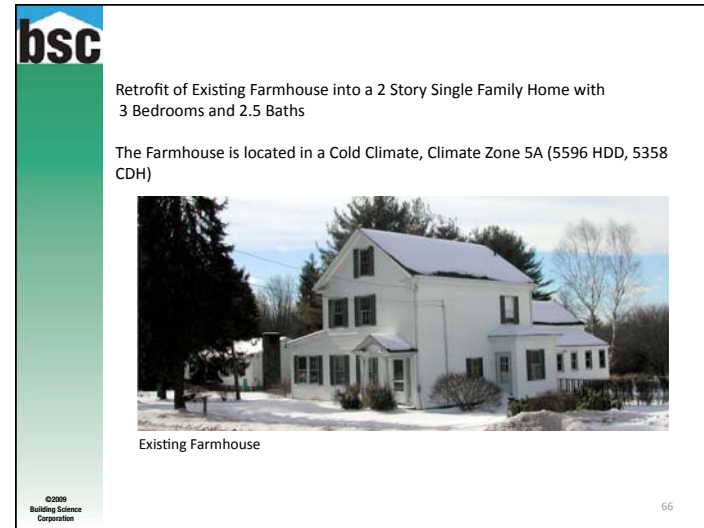 bsc
Retrofit of Existing Farmhouse into a 2 Story Single Family Home with
3 Bedrooms and 2.5 Baths
The Farmhouse is located in a Cold Climate, Climate Zone 5A (5596 HDD, 5358
CDH)
Existing Farmhouse
©2009
Building Science
Corporation
66